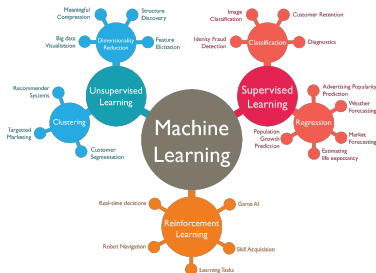 Meaningful
Compression
Structure
Discovery
Big data
Visualistaion
Dimensionality
Reduction
Feature
Elicitation
Unsupervised
Learning
Recommender
Systems
Clustering
Targetted
Marketing
Customer
Segmentation
Image
Classification
Customer Retention
Idenity Fraud
Detection
Classification
Diagnostics
Supervised
Learning
Advertising Popularity
Prediction
Weather
Forecasting
Regression
Population
Growth
Prediction
Market
Forecasting
Estimating
life expectancy
Machine
Learning
Real-time decisions
Game AI
Reinforcement
Learning
Robot Navigation
Skill Acquisition
Learning Tasks